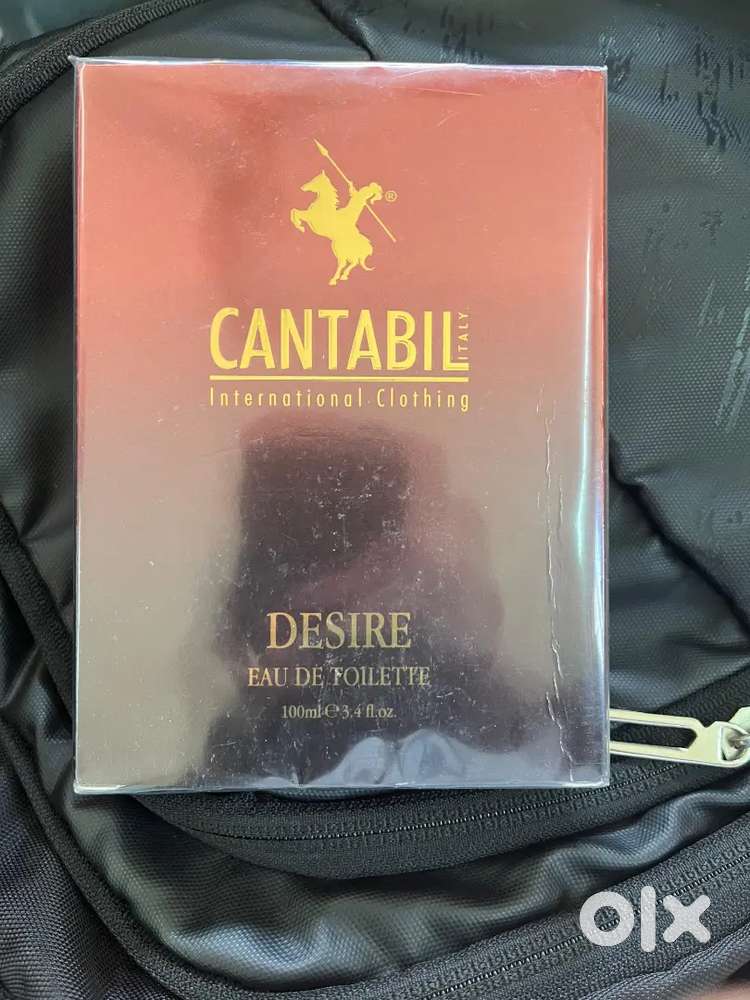 ®
CANTABIL
ITALY
International Clothing
DESIRE
EAU DE TOILETTE
100ml ℮ 3.4 fl.oz.
olx